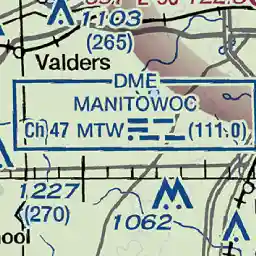 1103
(265)
Valders
DME
MANITOWOC
Ch 47 MTW (111.0)
1227
(270)
1062
ool